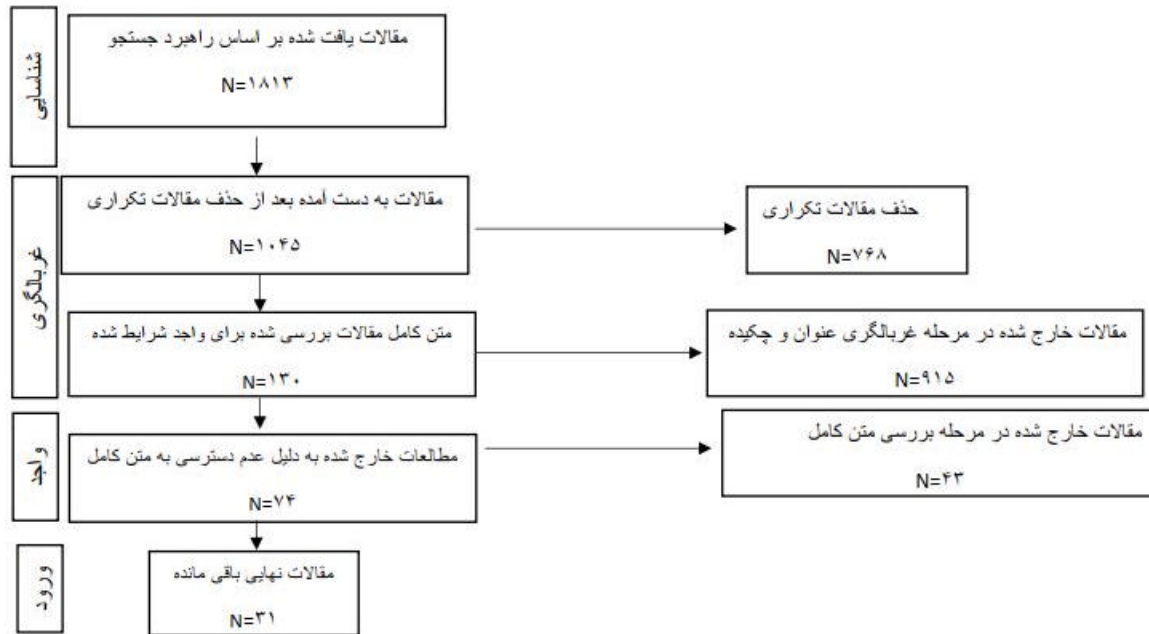 شناسایی
مقالات یافت شده بر اساس راهبرد جستجو
N=۱۸۱۳
غربالگری
مقالات به دست آمده بعد از حذف مقالات تکراری
N=۱۰۴۵
حذف مقالات تکراری
N=۷۶۸
متن کامل مقالات بررسی شده برای واجد شرایط شده
N=۱۳۰
مقالات خارج شده در مرحله غربالگری عنوان و چکیده
N=۹۱۵
واجد
مطالعات خارج شده به دلیل عدم دسترسی به متن کامل
N=۷۴
مقالات خارج شده در مرحله بررسی متن کامل
N=۴۳
ورود
مقالات نهایی باقی مانده
N=۳۱